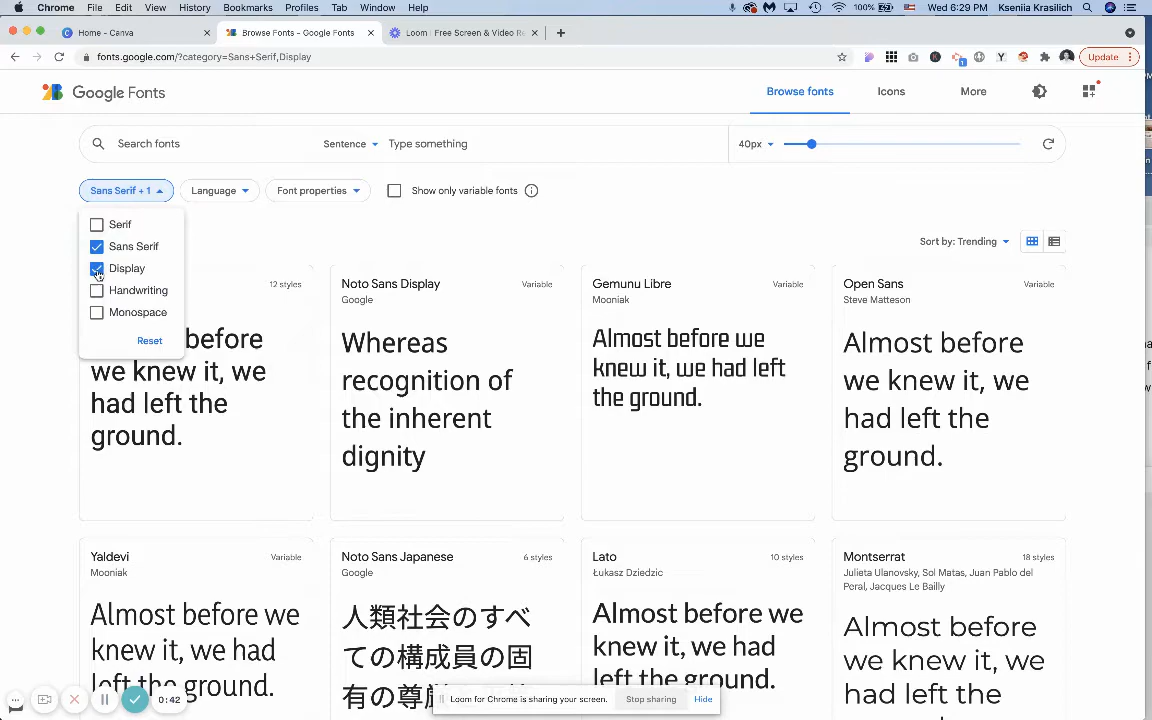 Chrome File Edit View History Bookmarks Profiles Tab Window Help 100% Wed 6:29 PM Kseniia Krasilich
Home - Canva Browse Fonts - Google Fonts Loom | Free Screen & Video Re
fonts.google.com/?category=Sans+Serif,Display Update
Google Fonts Browse fonts Icons More
Search fonts Sentence Type something 40px
Sans Serif + 1 Language Font properties Show only variable fonts
Serif
Sans Serif
Display
Handwriting
Monospace
Reset
Sort by: Trending
12 styles
before
we knew it, we
had left the
ground.
Noto Sans Display Variable
Google
Whereas
recognition of
the inherent
dignity
Gemunu Libre Variable
Mooniak
Almost before we
knew it, we had left
the ground.
Open Sans Variable
Steve Matteson
Almost before we
knew it, we had
left the
ground.
Yaldevi Variable
Mooniak
Almost before we
knew it, we had
left the ground.
Noto Sans Japanese 6 styles
Google
人類社会のすべ
ての構成員の固
有の尊厳
Lato 10 styles
Łukasz Dziedzic
Almost before we
knew it, we had
left the ground.
Montserrat 18 styles
Julieta Ulanovsky, Sol Matas, Juan Pablo del
Peral, Jacques Le Bailly
Almost before
we knew it, we
had left the
0:42
Loom for Chrome is sharing your screen. Stop sharing Hide